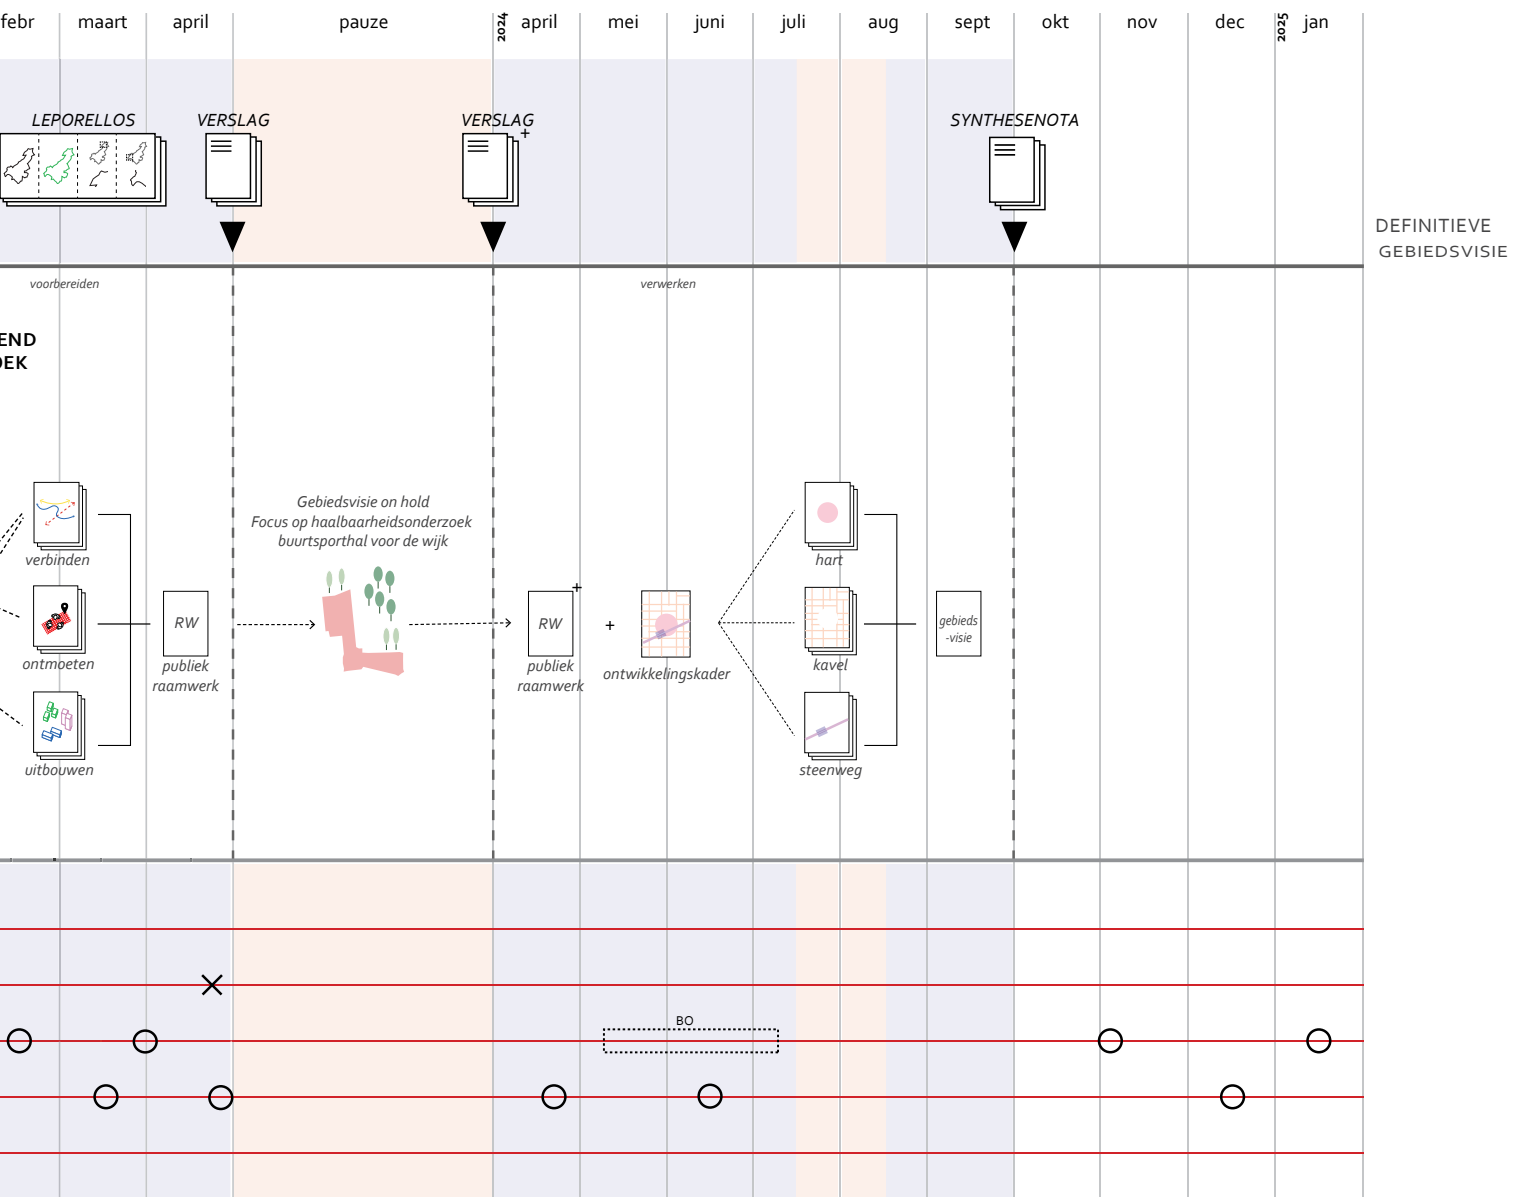 febr maart april pauze 2024 april mei juni juli aug sept okt nov dec 2025 jan
LEPORELLOS VERSLAG VERSLAG + SYNTHESENOTA
DEFINITIEVE
GEBIEDSVISIE
voorbereiden verwerken
END
OEK
Gebiedsvisie on hold
Focus op haalbaarheidsonderzoek
buurtsporthal voor de wijk
verbinden
hart
+
RW
RW
+
gebieds
-visie
ontmoeten
publiek
raamwerk
publiek
raamwerk
ontwikkelingskader
kavel
uitbouwen
steenweg
BO